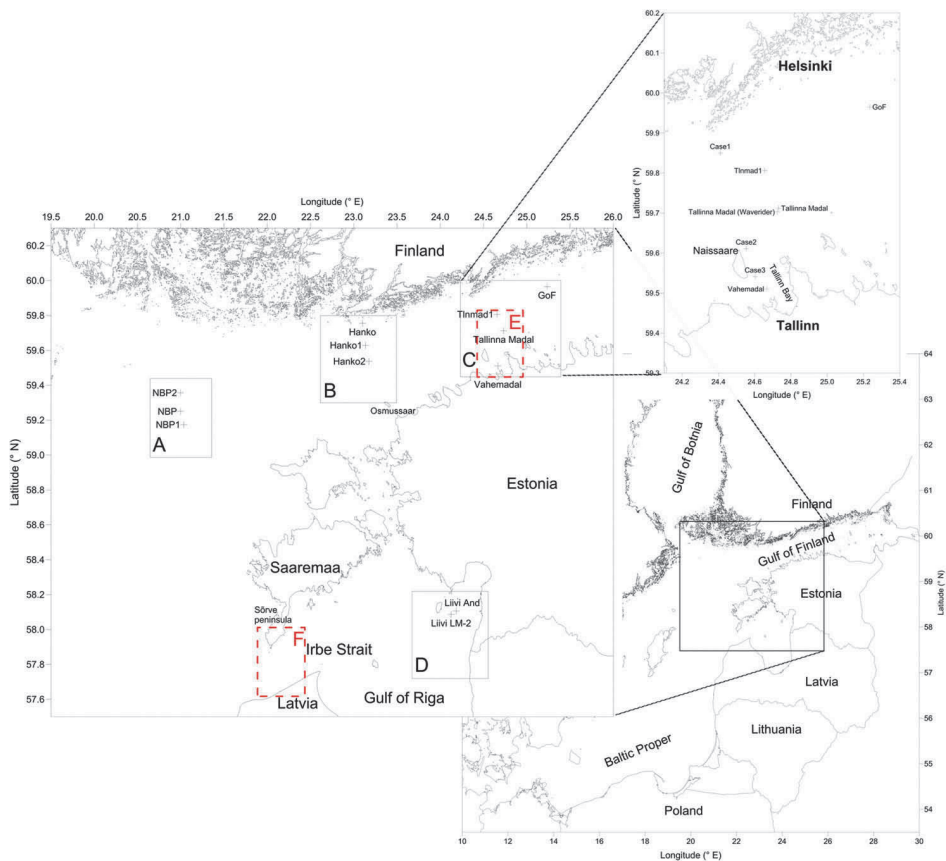 60.2
60.1
60.0
59.9
59.8
59.7
59.6
59.5
59.4
59.3
Helsinki
GoF
Case1
Tlnmad1
Tallinna Madal (Waverider)
Tallinna Madal
Case2
Naissaare
Case3
Tallinn Bay
Vahemadal
Tallinn
24.2 24.4 24.6 24.8 25.0 25.2 25.4
Longitude (° E)
Latitude (° N)
Longitude (° E)
19.5 20.0 20.5 21.0 21.5 22.0 22.5 23.0 23.5 24.0 24.5 25.0 25.5 26.0
Latitude (° N)
60.2
60.0
59.8
59.6
59.4
59.2
59.0
58.8
58.6
58.4
58.2
58.0
57.8
57.6
Finland
GoF
Tlnmad1
E
Tallinna Madal
C
Vahemadal
Hanko
Hanko1
Hanko2
B
Osmussaar
NBP2
NBP
NBP1
A
Estonia
Saaremaa
Sõrve
peninsula
F
Irbe Strait
Liivi And
Liivi LM-2
D
Latvia
Gulf of Riga
64
63
62
61
60
59
58
57
56
55
54
Latitude (° N)
Gulf of Botnia
Finland
Gulf of Finland
Estonia
Latvia
Lithuania
Baltic Proper
Poland
10 12 14 16 18 20 22 24 26 28 30
Longitude (° E)